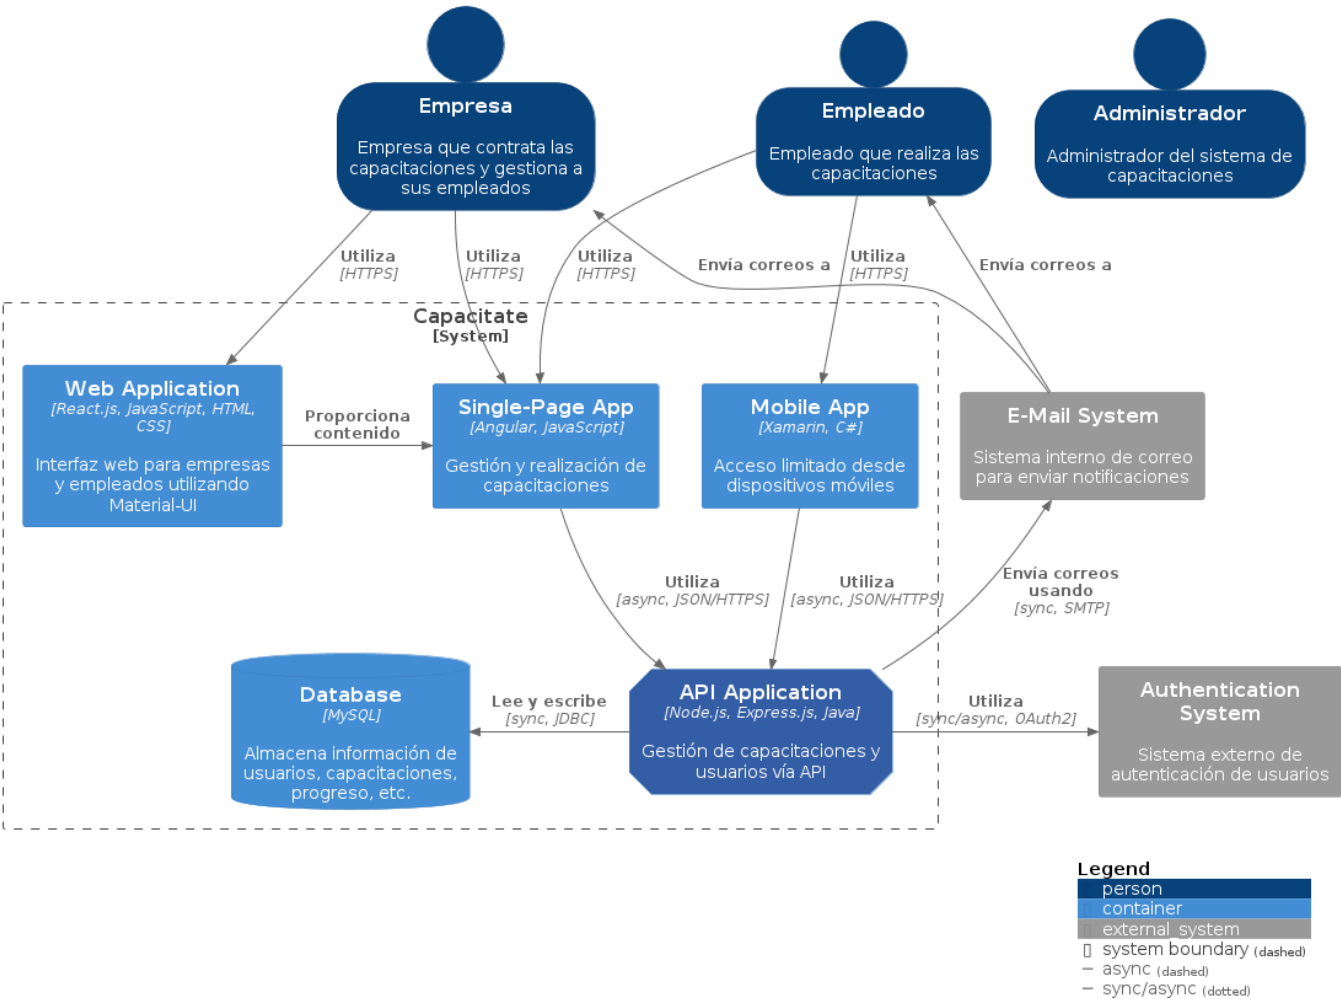 Empresa
Empresa que contrata las
capacitaciones y gestiona a
sus empleados
Empleado
Empleado que realiza las
capacitaciones
Administrador
Administrador del sistema de
capacitaciones
Utiliza
[HTTPS]
Utiliza
[HTTPS]
Utiliza
[HTTPS]
Envía correos a
Utiliza
[HTTPS]
Envía correos a
Capacitate
[System]
Web Application
[React.js, JavaScript, HTML,
CSS]
Interfaz web para empresas
y empleados utilizando
Material-UI
Proporciona
contenido
Single-Page App
[Angular, JavaScript]
Gestión y realización de
capacitaciones
Mobile App
[Xamarin, C#]
Acceso limitado desde
dispositivos móviles
E-Mail System
Sistema interno de correo
para enviar notificaciones
Utiliza
[async, JSON/HTTPS]
Utiliza
[async, JSON/HTTPS]
Envía correos
usando
[sync, SMTP]
Database
[MySQL]
Almacena información de
usuarios, capacitaciones,
progreso, etc.
Lee y escribe
[sync, JDBC]
API Application
[Node.js, Express.js, Java]
Gestión de capacitaciones y
usuarios vía API
Utiliza
[sync/async, OAuth2]
Authentication
System
Sistema externo de
autenticación de usuarios
Legend
person
container
external_system
system boundary (dashed)
async (dashed)
sync/async (dotted)